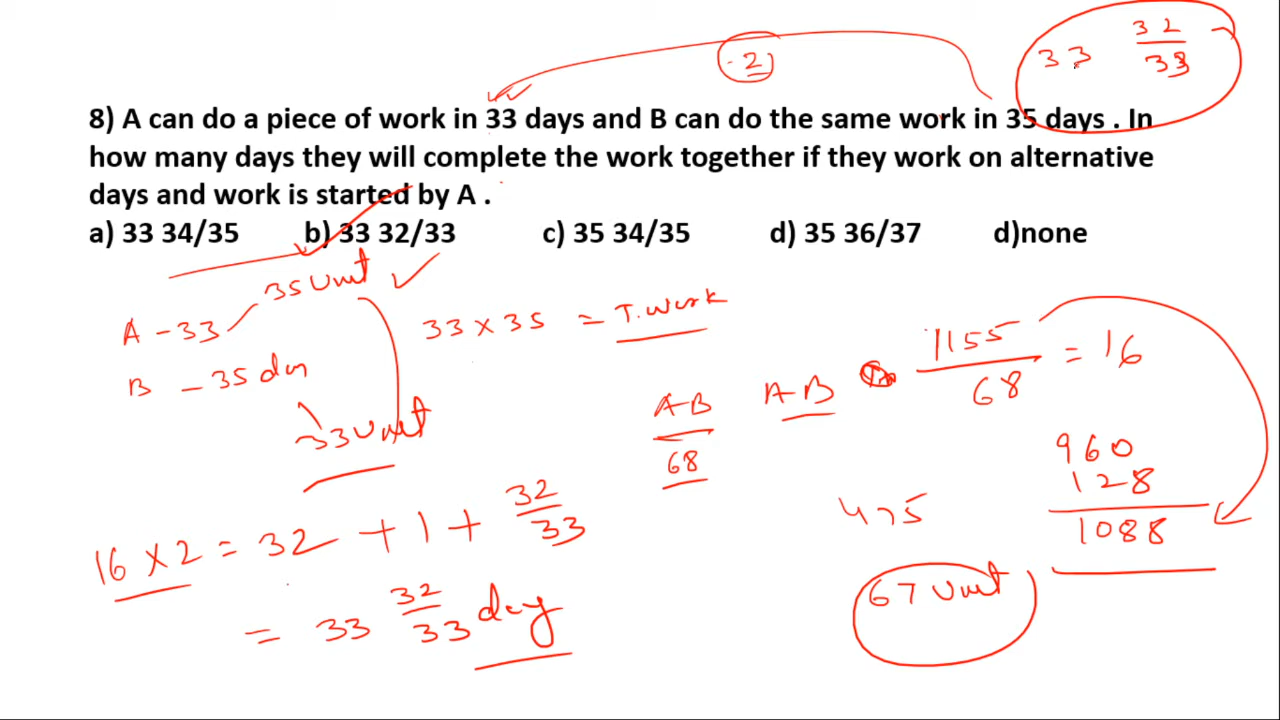 2
33 32/33
8) A can do a piece of work in 33 days and B can do the same work in 35 days . In
how many days they will complete the work together if they work on alternative
days and work is started by A .
a) 33 34/35 b) 33 32/33 c) 35 34/35 d) 35 36/37 d)none
35 Unit
A - 33
33 x 35 = T. Work
B - 35 day
33 Unit
AB
68
AB
1155/68 = 16
960
128
1088
67 Unit
16 x 2 = 32 + 1 + 32/33
= 33 32/33 day